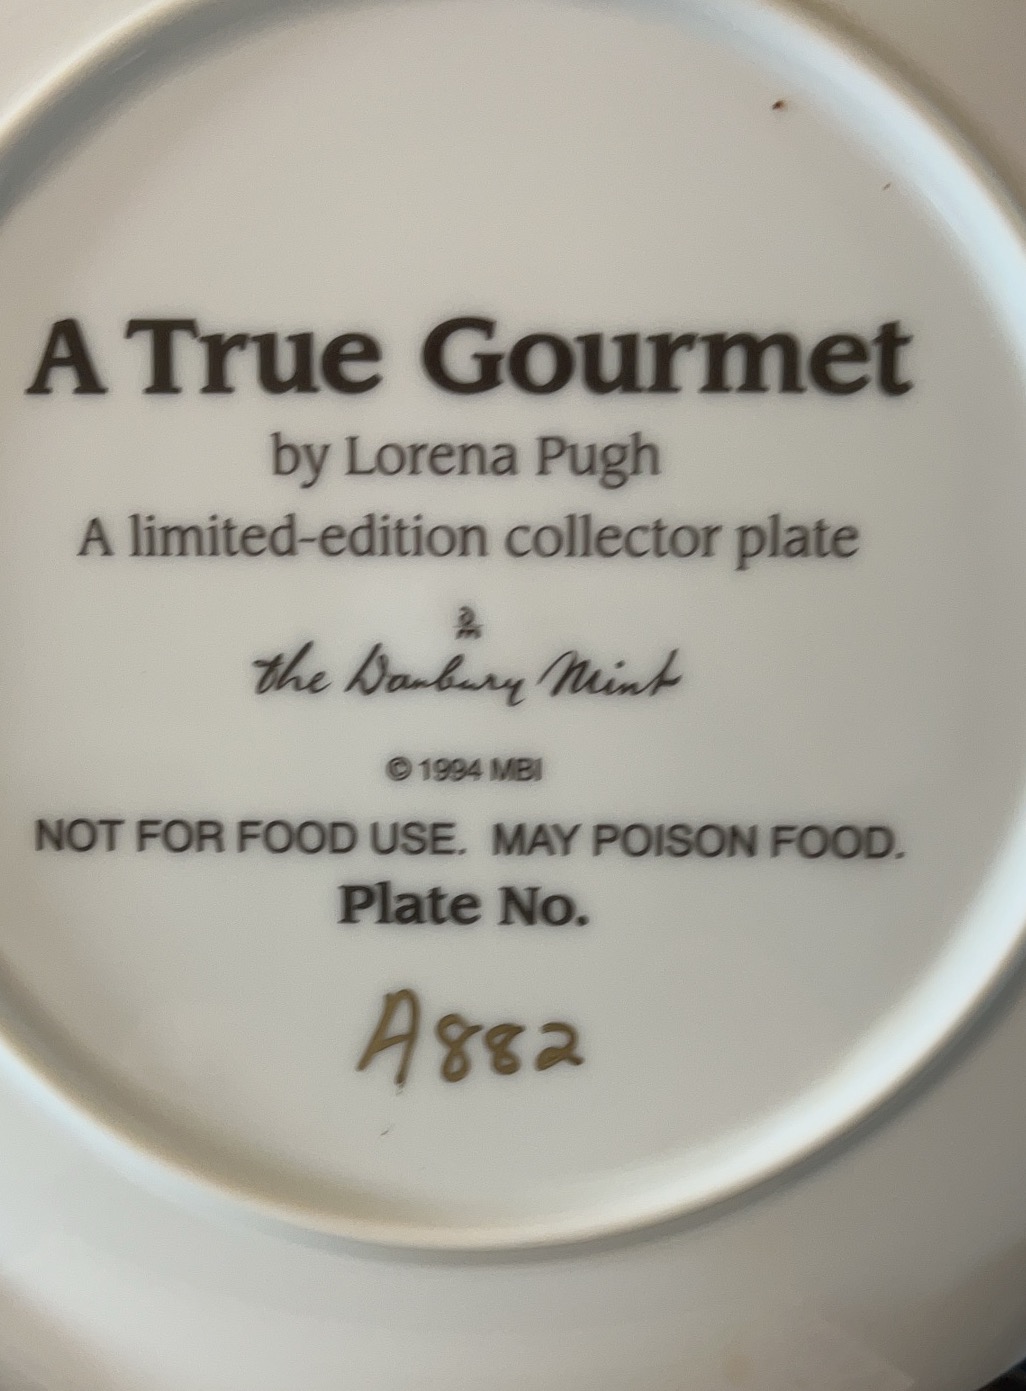 A True Gourmet
by Lorena Pugh
A limited-edition collector plate
dm
the Danbury Mint
© 1994 MBI
NOT FOR FOOD USE. MAY POISON FOOD.
Plate No.
A882